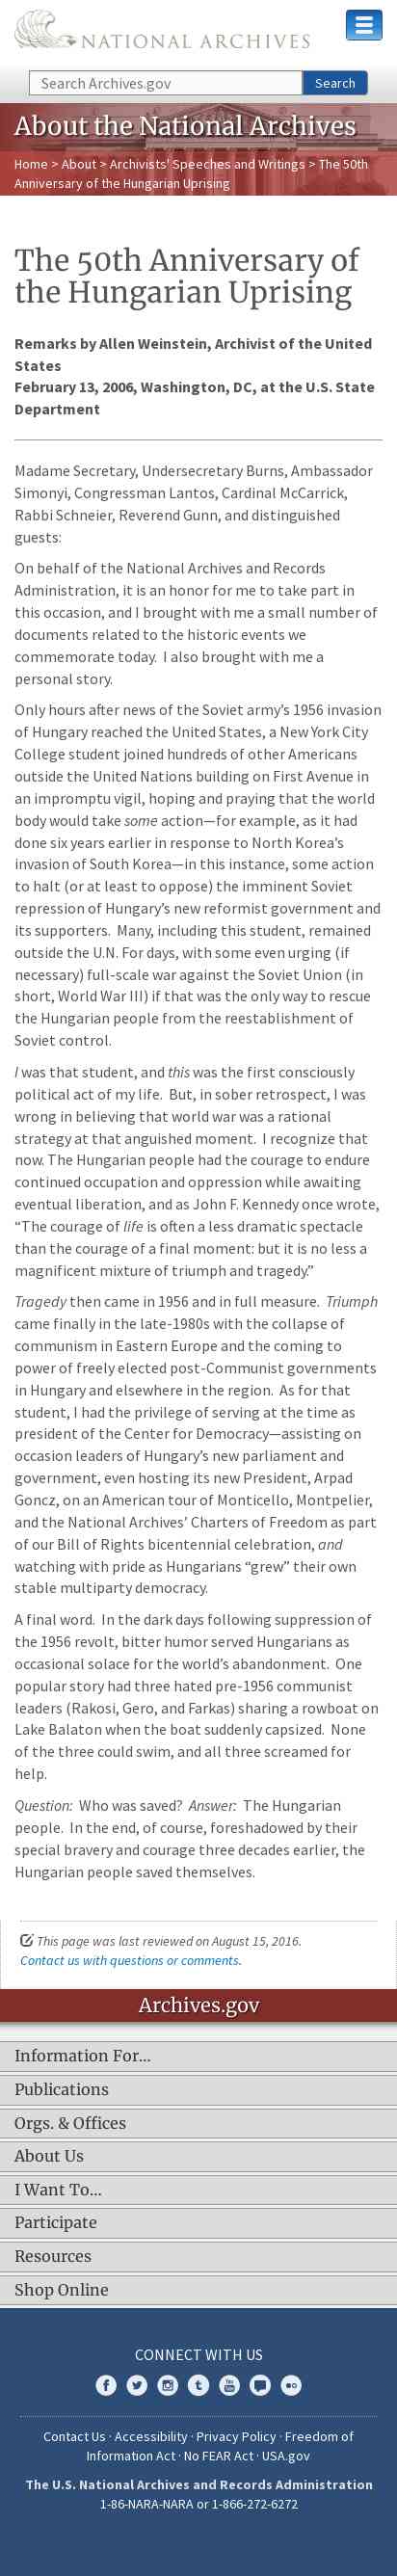 NATIONAL ARCHIVES
Search Archives.gov
Search
About the National Archives
Home > About > Archivists' Speeches and Writings > The 50th
Anniversary of the Hungarian Uprising
The 50th Anniversary of
the Hungarian Uprising
Remarks by Allen Weinstein, Archivist of the United
States
February 13, 2006, Washington, DC, at the U.S. State
Department
Madame Secretary, Undersecretary Burns, Ambassador
Simonyi, Congressman Lantos, Cardinal McCarrick,
Rabbi Schneier, Reverend Gunn, and distinguished
guests:
On behalf of the National Archives and Records
Administration, it is an honor for me to take part in
this occasion, and I brought with me a small number of
documents related to the historic events we
commemorate today.  I also brought with me a
personal story.
Only hours after news of the Soviet army’s 1956 invasion
of Hungary reached the United States, a New York City
College student joined hundreds of other Americans
outside the United Nations building on First Avenue in
an impromptu vigil, hoping and praying that the world
body would take some action—for example, as it had
done six years earlier in response to North Korea’s
invasion of South Korea—in this instance, some action
to halt (or at least to oppose) the imminent Soviet
repression of Hungary’s new reformist government and
its supporters.  Many, including this student, remained
outside the U.N. For days, with some even urging (if
necessary) full-scale war against the Soviet Union (in
short, World War III) if that was the only way to rescue
the Hungarian people from the reestablishment of
Soviet control.
I was that student, and this was the first consciously
political act of my life.  But, in sober retrospect, I was
wrong in believing that world war was a rational
strategy at that anguished moment.  I recognize that
now. The Hungarian people had the courage to endure
continued occupation and oppression while awaiting
eventual liberation, and as John F. Kennedy once wrote,
“The courage of life is often a less dramatic spectacle
than the courage of a final moment: but it is no less a
magnificent mixture of triumph and tragedy.”
Tragedy then came in 1956 and in full measure.  Triumph
came finally in the late-1980s with the collapse of
communism in Eastern Europe and the coming to
power of freely elected post-Communist governments
in Hungary and elsewhere in the region.  As for that
student, I had the privilege of serving at the time as
president of the Center for Democracy—assisting on
occasion leaders of Hungary’s new parliament and
government, even hosting its new President, Arpad
Goncz, on an American tour of Monticello, Montpelier,
and the National Archives’ Charters of Freedom as part
of our Bill of Rights bicentennial celebration, and
watching with pride as Hungarians “grew” their own
stable multiparty democracy.
A final word.  In the dark days following suppression of
the 1956 revolt, bitter humor served Hungarians as
occasional solace for the world’s abandonment.  One
popular story had three hated pre-1956 communist
leaders (Rakosi, Gero, and Farkas) sharing a rowboat on
Lake Balaton when the boat suddenly capsized.  None
of the three could swim, and all three screamed for
help.
Question:  Who was saved?  Answer:  The Hungarian
people.  In the end, of course, foreshadowed by their
special bravery and courage three decades earlier, the
Hungarian people saved themselves.
This page was last reviewed on August 15, 2016.
Contact us with questions or comments.
Archives.gov
Information For…
Publications
Orgs. & Offices
About Us
I Want To…
Participate
Resources
Shop Online
CONNECT WITH US
Contact Us · Accessibility · Privacy Policy · Freedom of
Information Act · No FEAR Act · USA.gov
The U.S. National Archives and Records Administration
1-86-NARA-NARA or 1-866-272-6272